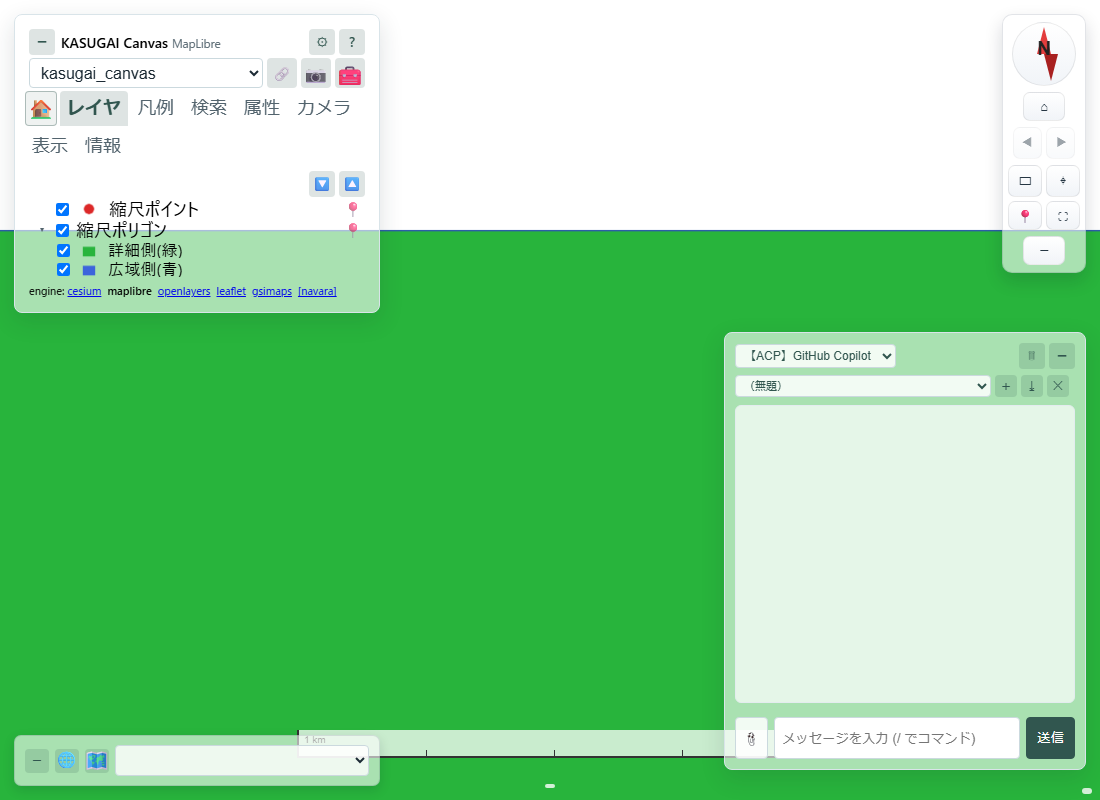 KASUGAI Canvas MapLibre
?
kasugai_canvas
レイヤ 凡例 検索 属性 カメラ
表示 情報
縮尺ポイント
縮尺ポリゴン
詳細側(緑)
広域側(青)
engine: cesium maplibre openlayers leaflet gsimaps [navara]
N
【ACP】GitHub Copilot
（無題）
メッセージを入力 (/ でコマンド)
送信
1 km